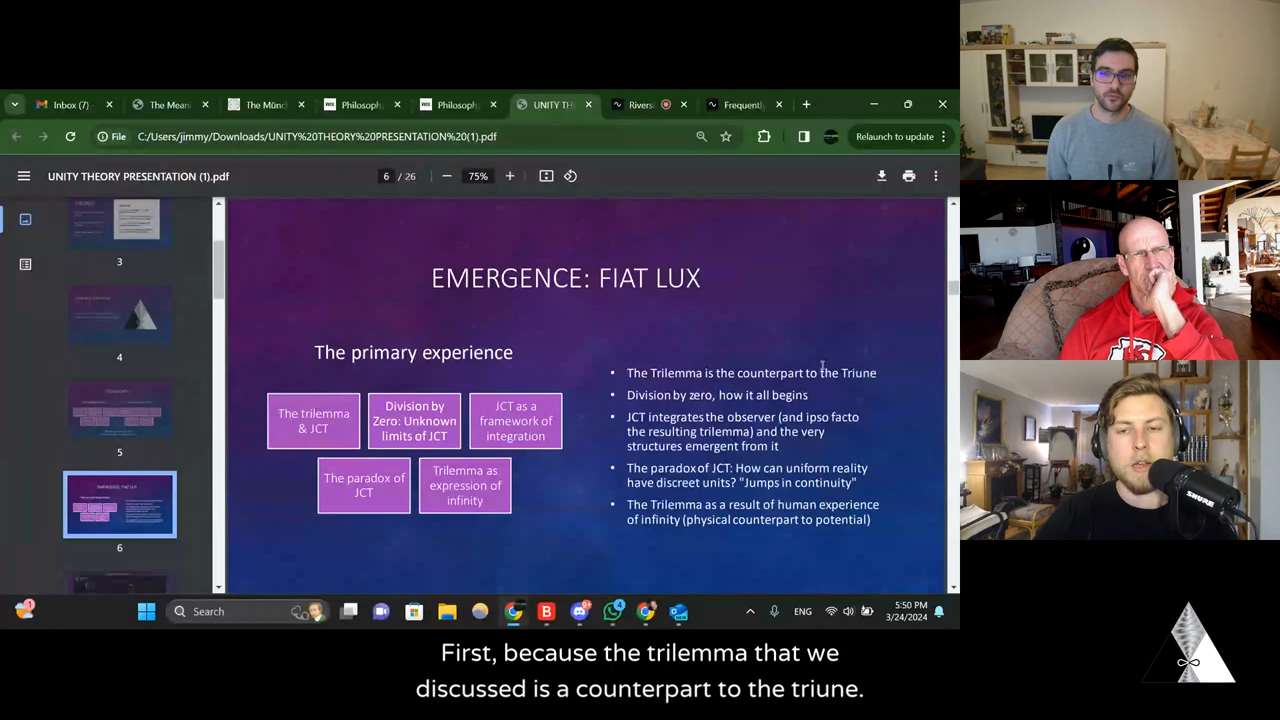 Inbox (7)
The Mean
The Münc
Philosoph
Philosoph
UNITY TH
Rivers
Frequentl
File
C:/Users/jimmy/Downloads/UNITY%20THEORY%20PRESENTATION%20(1).pdf
Relaunch to update
UNITY THEORY PRESENTATION (1).pdf
6 / 26
75%
3
4
5
6
EMERGENCE: FIAT LUX
The primary experience
The trilemma
& JCT
Division by
Zero: Unknown
limits of JCT
JCT as a
framework of
integration
The paradox of
JCT
Trilemma as
expression of
infinity
• The Trilemma is the counterpart to the Triune
• Division by zero, how it all begins
• JCT integrates the observer (and ipso facto
the resulting trilemma) and the very
structures emergent from it
• The paradox of JCT: How can uniform reality
have discreet units? "Jumps in continuity"
• The Trilemma as a result of human experience
of infinity (physical counterpart to potential)
Search
ENG
5:50 PM
3/24/2024
SHURE
First, because the trilemma that we
discussed is a counterpart to the triune.